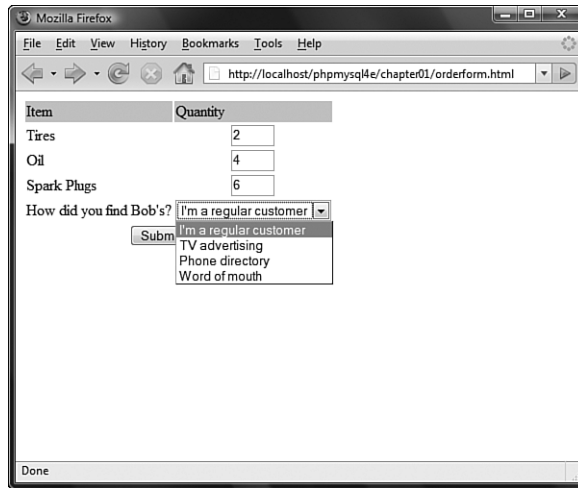 Mozilla Firefox
File Edit View History Bookmarks Tools Help
http://localhost/phpmysql4e/chapter01/orderform.html
Item Quantity
Tires 2
Oil 4
Spark Plugs 6
How did you find Bob's? I'm a regular customer
I'm a regular customer
Subm TV advertising
Phone directory
Word of mouth
Done